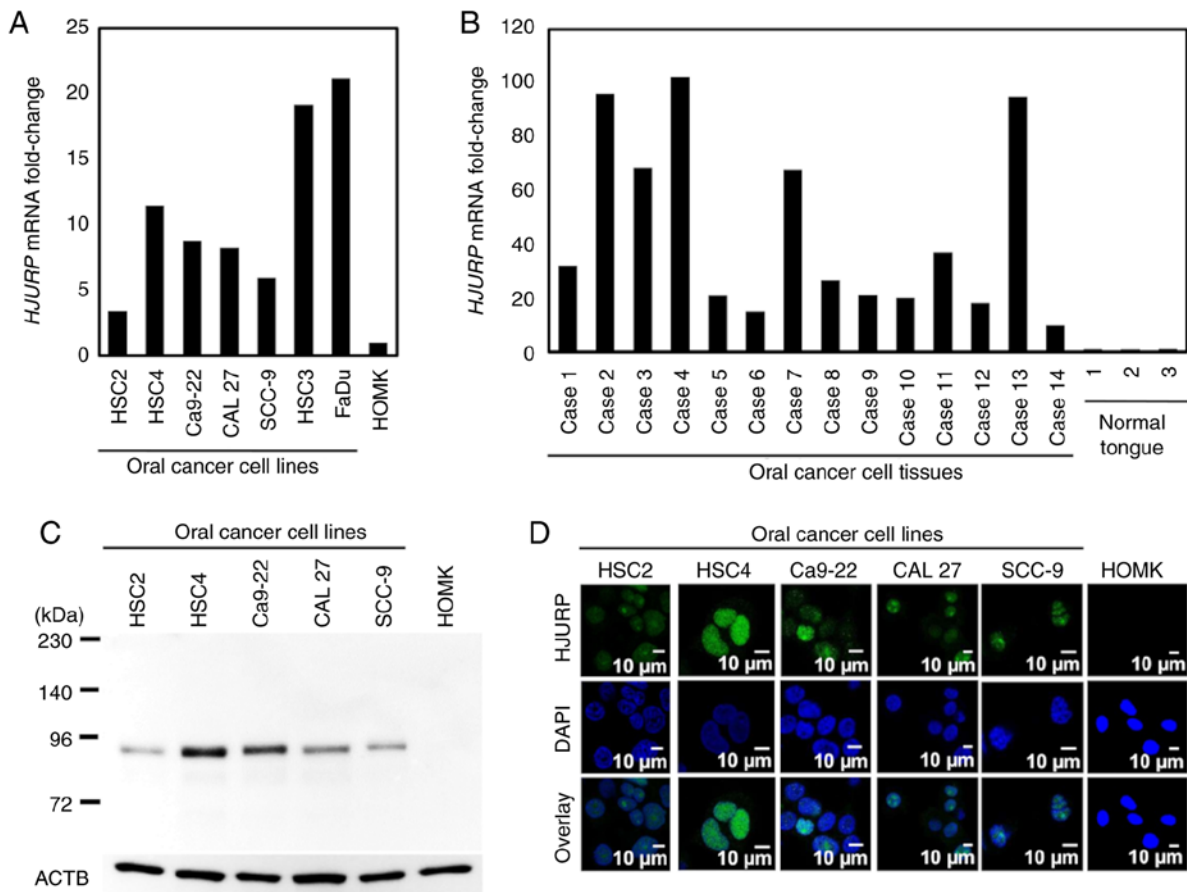 A
HJURP mRNA fold-change
25
20
15
10
5
0
HSC2
HSC4
Ca9-22
CAL 27
SCC-9
HSC3
FaDu
HOMK
Oral cancer cell lines
B
HJURP mRNA fold-change
120
100
80
60
40
20
0
Case 1
Case 2
Case 3
Case 4
Case 5
Case 6
Case 7
Case 8
Case 9
Case 10
Case 11
Case 12
Case 13
Case 14
1
2
3
Normal
tongue
Oral cancer cell tissues
C
Oral cancer cell lines
(kDa)
HSC2
HSC4
Ca9-22
CAL 27
SCC-9
HOMK
230
140
96
72
ACTB
D
Oral cancer cell lines
HSC2 HSC4 Ca9-22 CAL 27 SCC-9 HOMK
HJURP
10 µm 10 µm 10 µm 10 µm 10 µm 10 µm
DAPI
10 µm 10 µm 10 µm 10 µm 10 µm 10 µm
Overlay
10 µm 10 µm 10 µm 10 µm 10 µm 10 µm